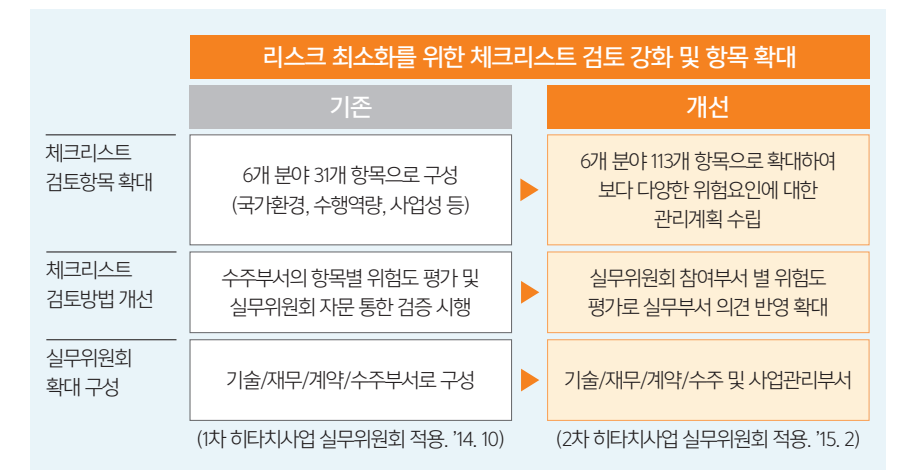 리스크 최소화를 위한 체크리스트 검토 강화 및 항목 확대
기존
개선
체크리스트
검토항목 확대
6개 분야 31개 항목으로 구성
(국가환경, 수행역량, 사업성 등)
6개 분야 113개 항목으로 확대하여
보다 다양한 위험요인에 대한
관리계획 수립
체크리스트
검토방법 개선
수주부서의 항목별 위험도 평가 및
실무위원회 자문 통한 검증 시행
실무위원회 참여부서 별 위험도
평가로 실무부서 의견 반영 확대
실무위원회
확대 구성
기술/재무/계약/수주부서로 구성
기술/재무/계약/수주 및 사업관리부서
(1차 히타치사업 실무위원회 적용. ’14. 10)
(2차 히타치사업 실무위원회 적용. ’15. 2)